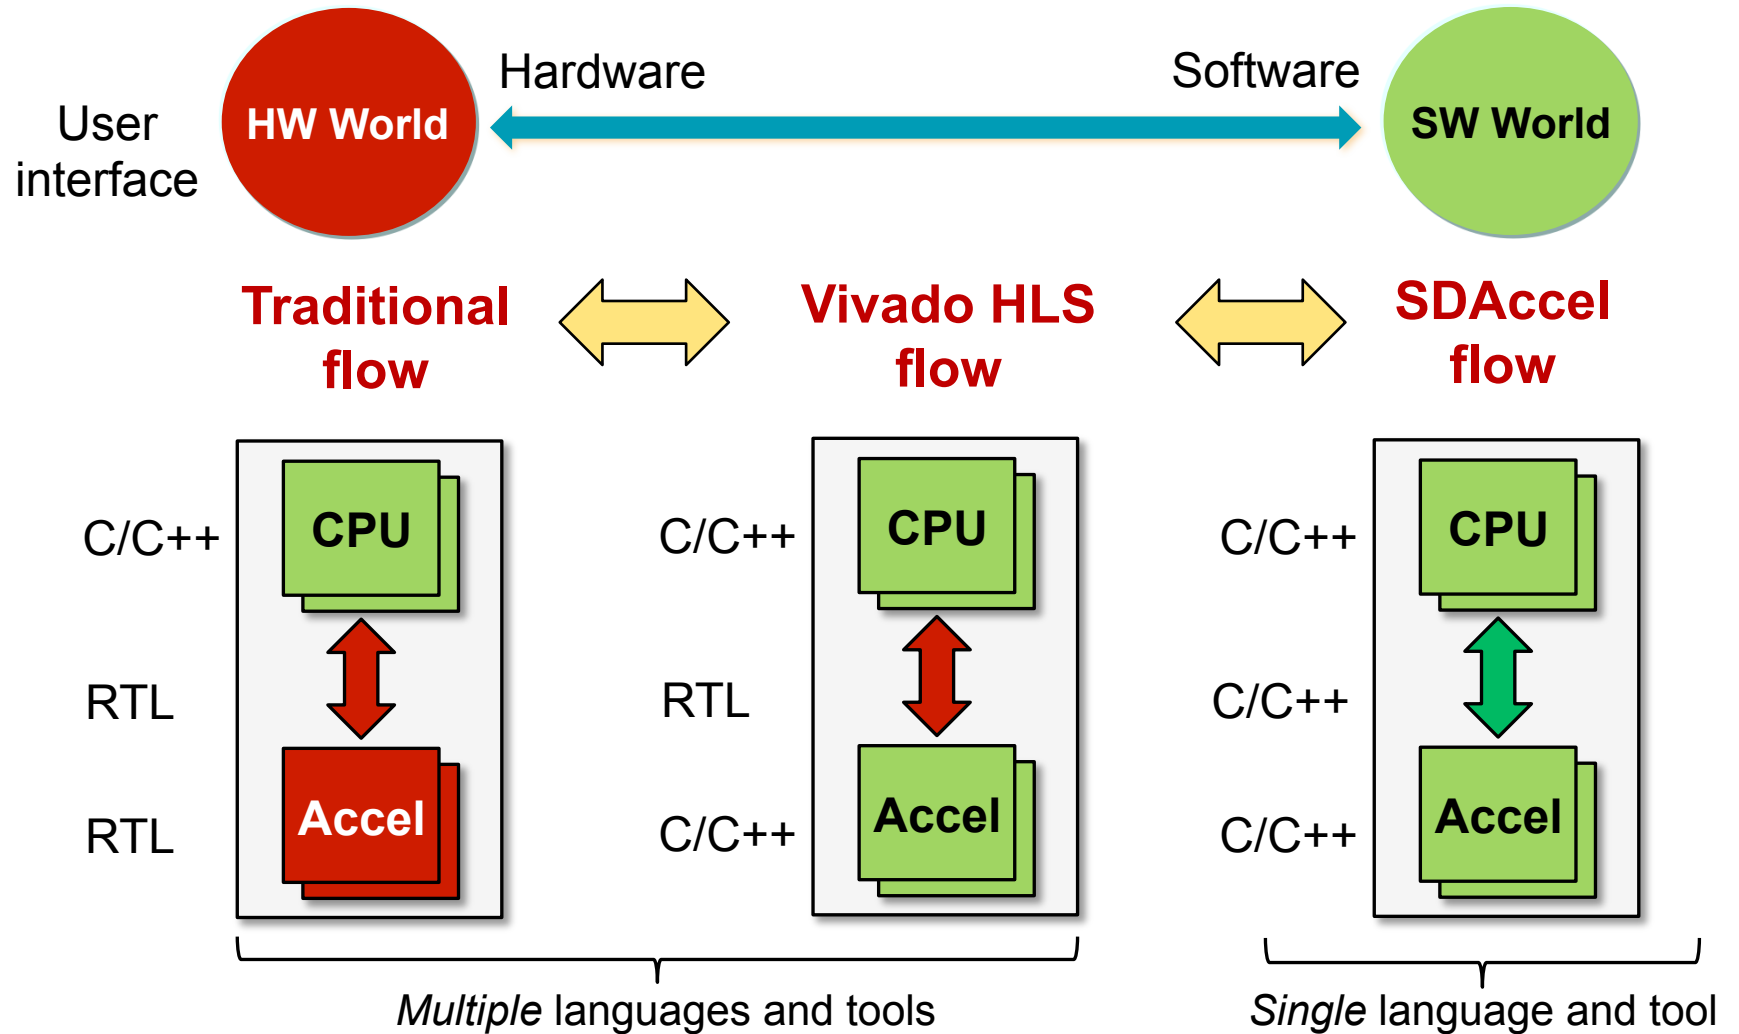 User
interface
HW World
Hardware
Software
SW World
Traditional
flow
Vivado HLS
flow
SDAccel
flow
C/C++
CPU
RTL
RTL
Accel
C/C++
CPU
RTL
C/C++
Accel
C/C++
CPU
C/C++
C/C++
Accel
Multiple languages and tools
Single language and tool